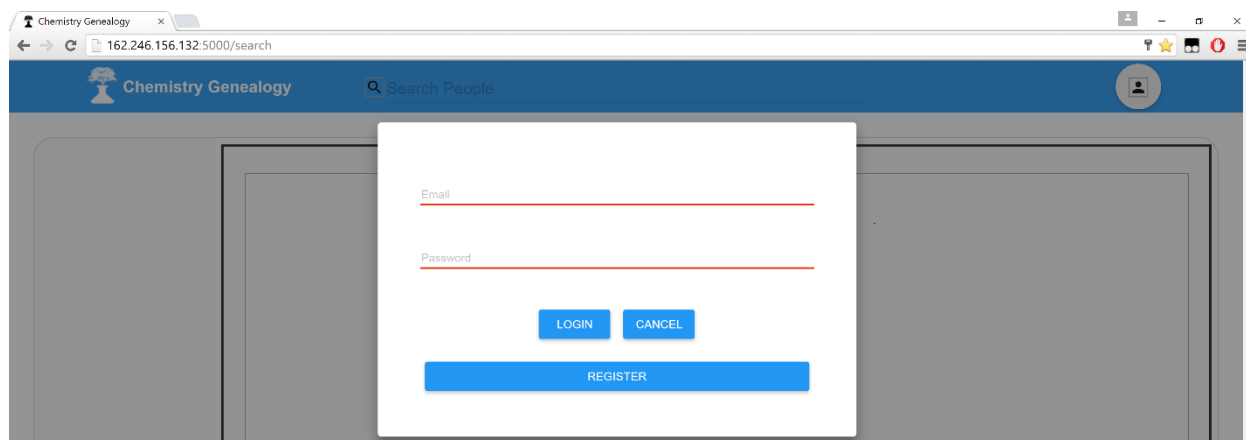 Chemistry Genealogy
162.246.156.132:5000/search
Chemistry Genealogy
Search People
Email
Password
LOGIN CANCEL
REGISTER